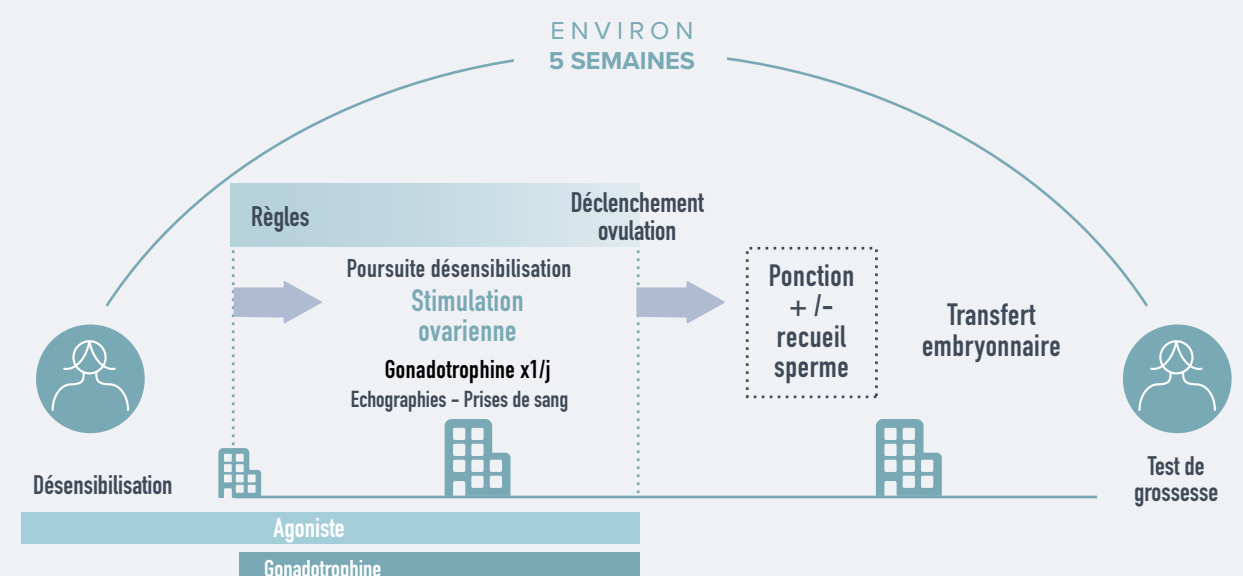 ENVIRON
5 SEMAINES
Règles
Déclenchement
ovulation
Poursuite désensibilisation
Stimulation
ovarienne
Gonadotrophine x1/j
Echographies - Prises de sang
Ponction
+ /-
recueil
sperme
Transfert
embryonnaire
Désensibilisation
Test de
grossesse
Agoniste
Gonadotrophine